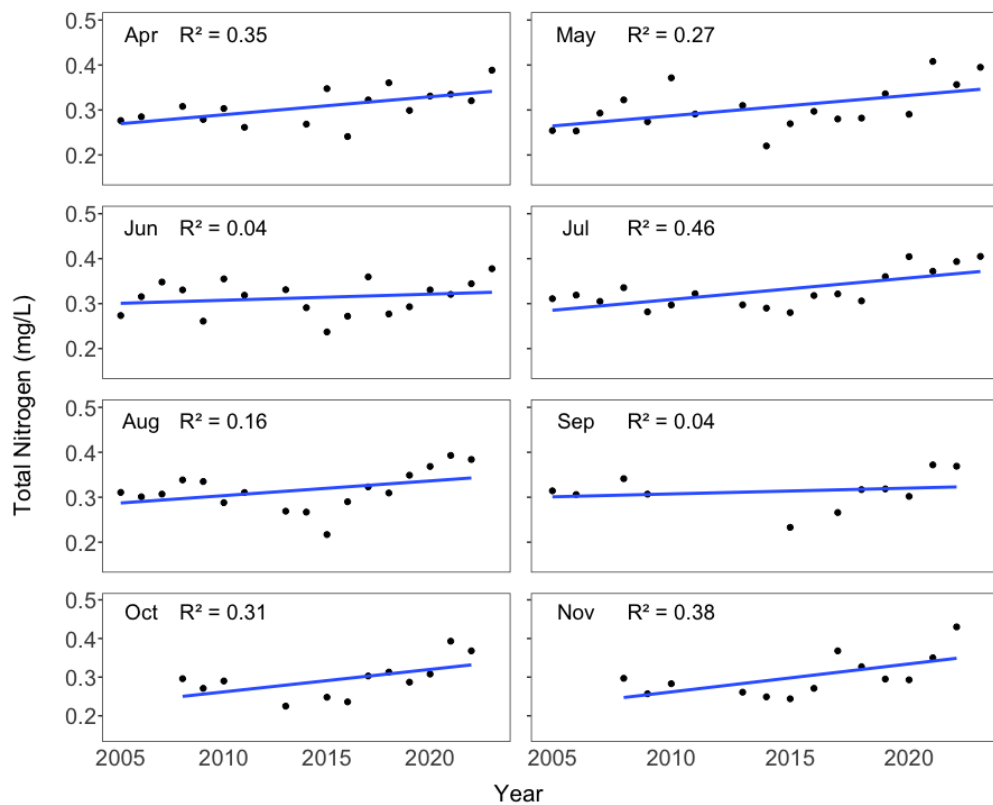 0.5
Apr R² = 0.35
May R² = 0.27
0.4
0.3
0.2
0.5
Jun R² = 0.04
Jul R² = 0.46
0.4
0.3
0.2
0.5
Aug R² = 0.16
Sep R² = 0.04
0.4
0.3
0.2
0.5
Oct R² = 0.31
Nov R² = 0.38
0.4
0.3
0.2
Total Nitrogen (mg/L)
2005 2010 2015 2020
2005 2010 2015 2020
Year